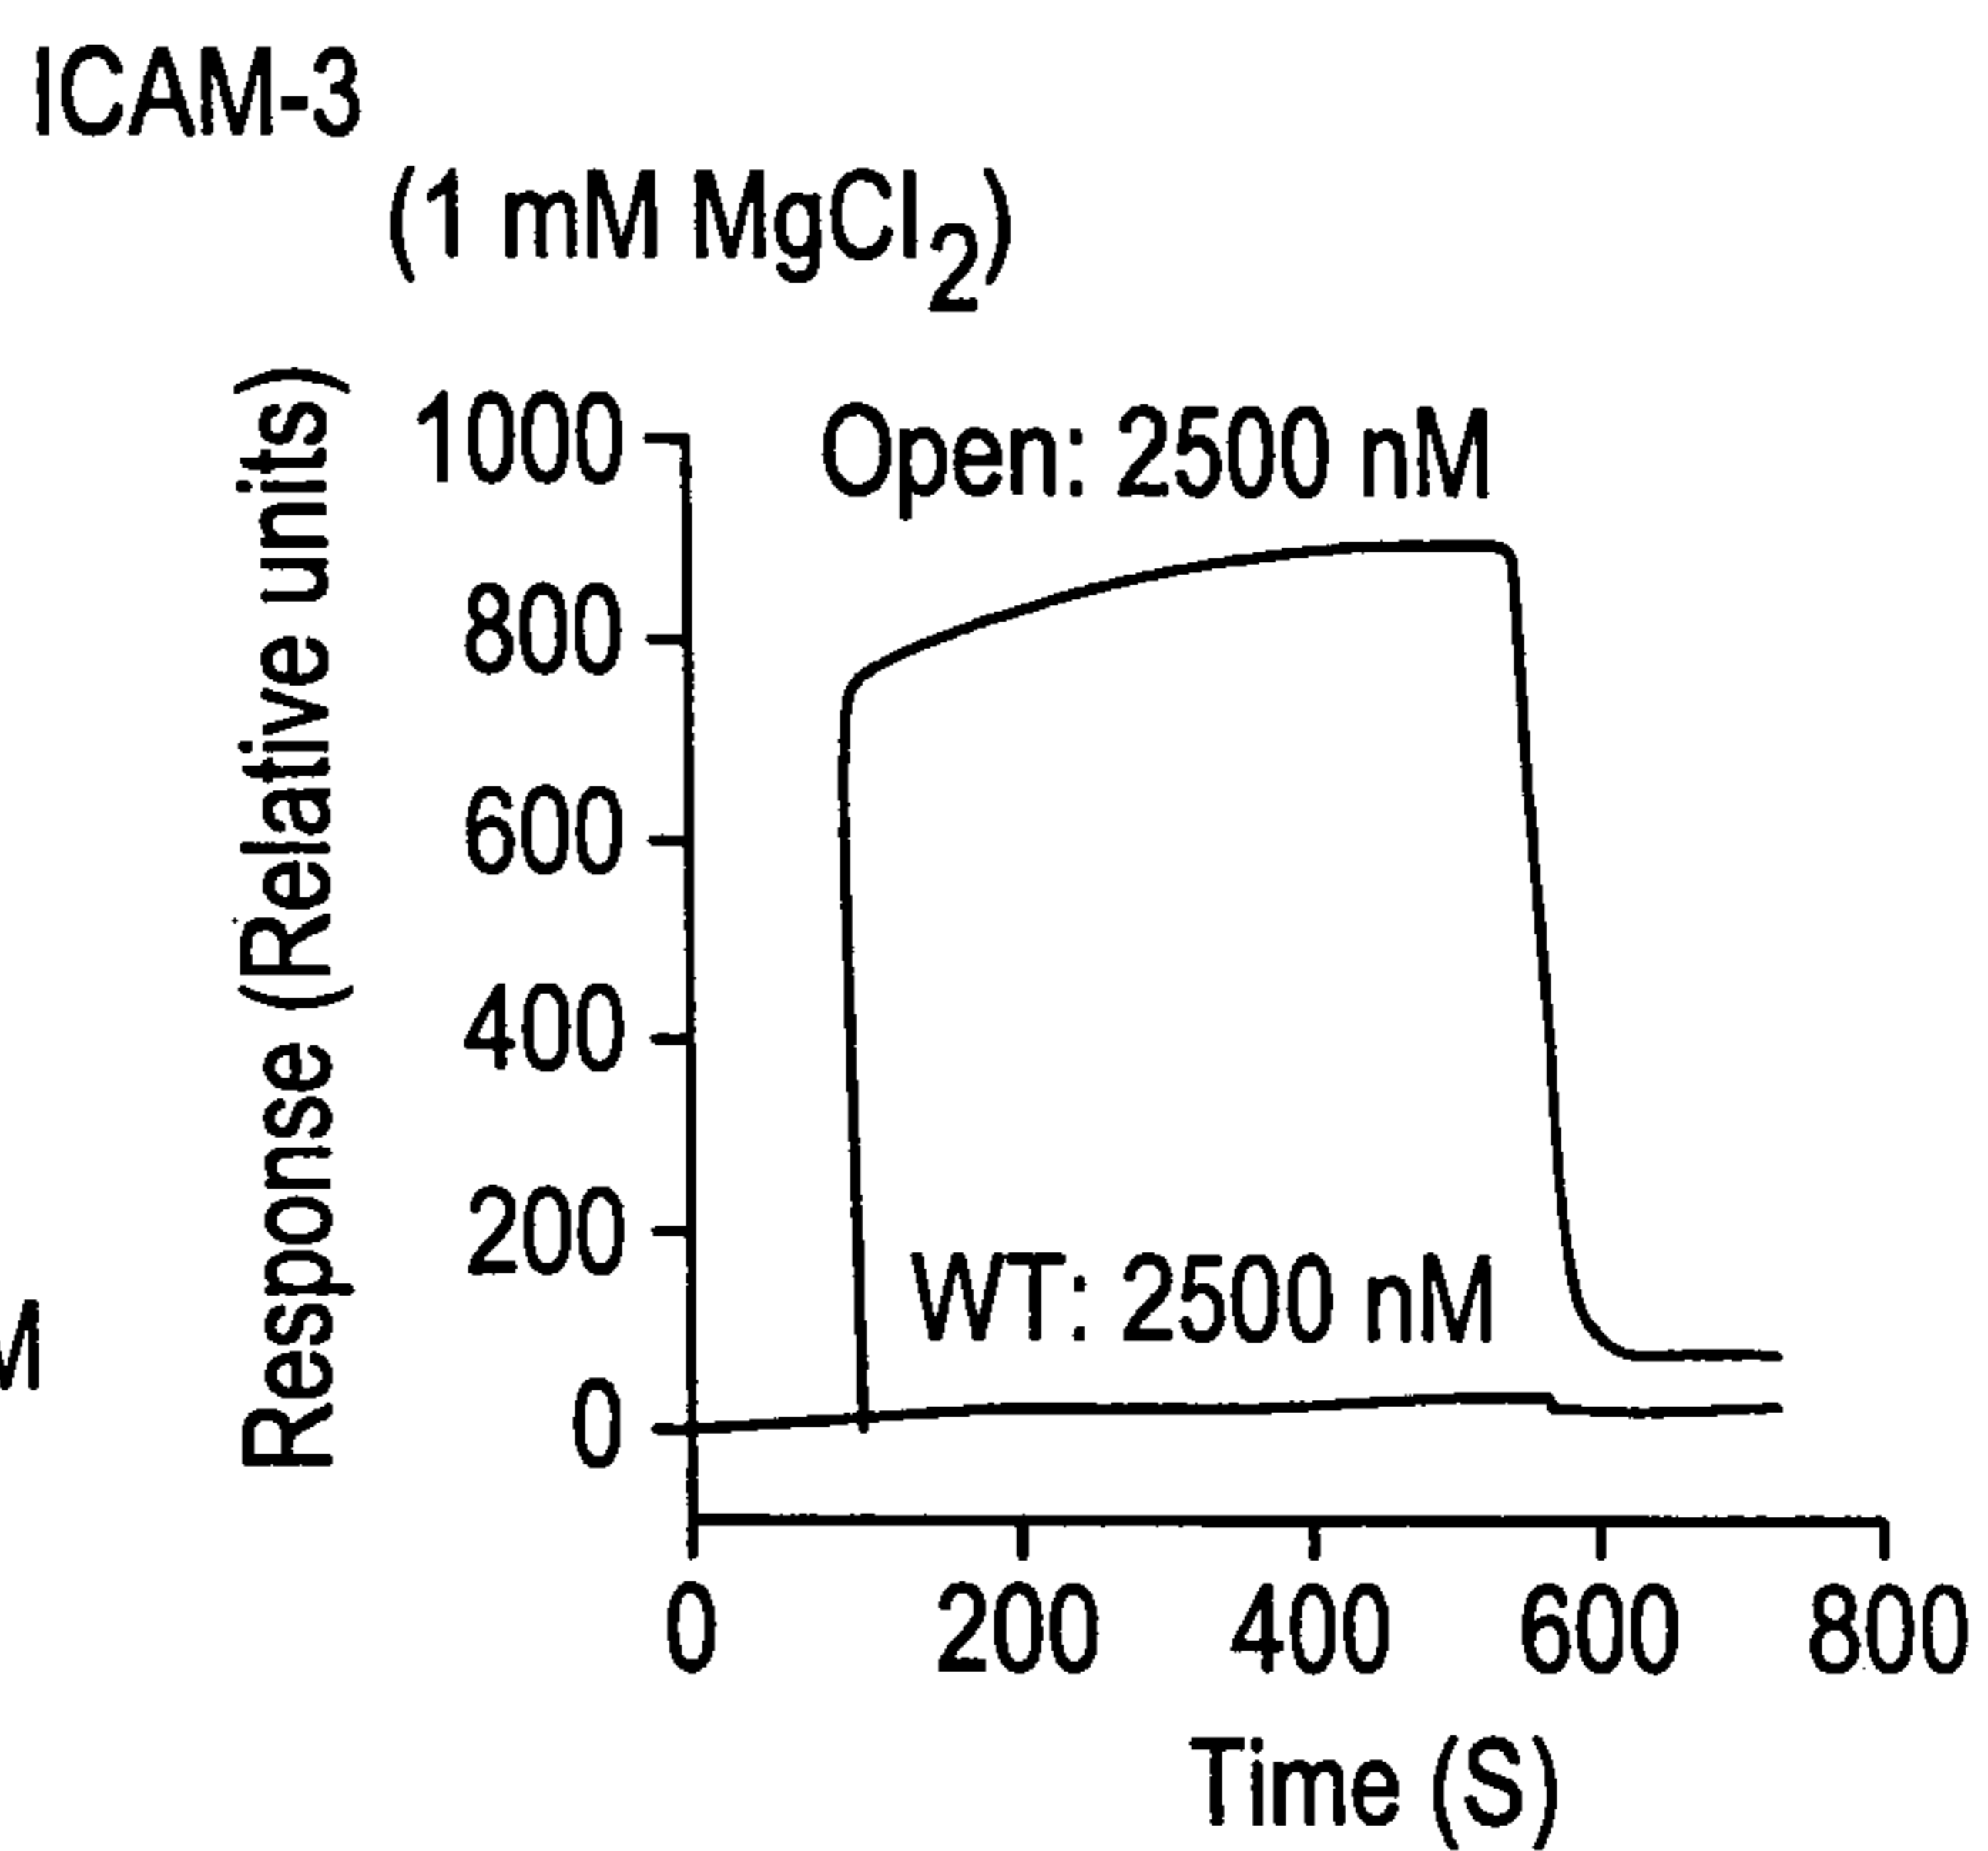 ICAM-3
(1 mM MgCl2)
Response (Relative units)
1000
800
600
400
200
0
Open: 2500 nM
WT: 2500 nM
M
0 200 400 600 800
Time (S)